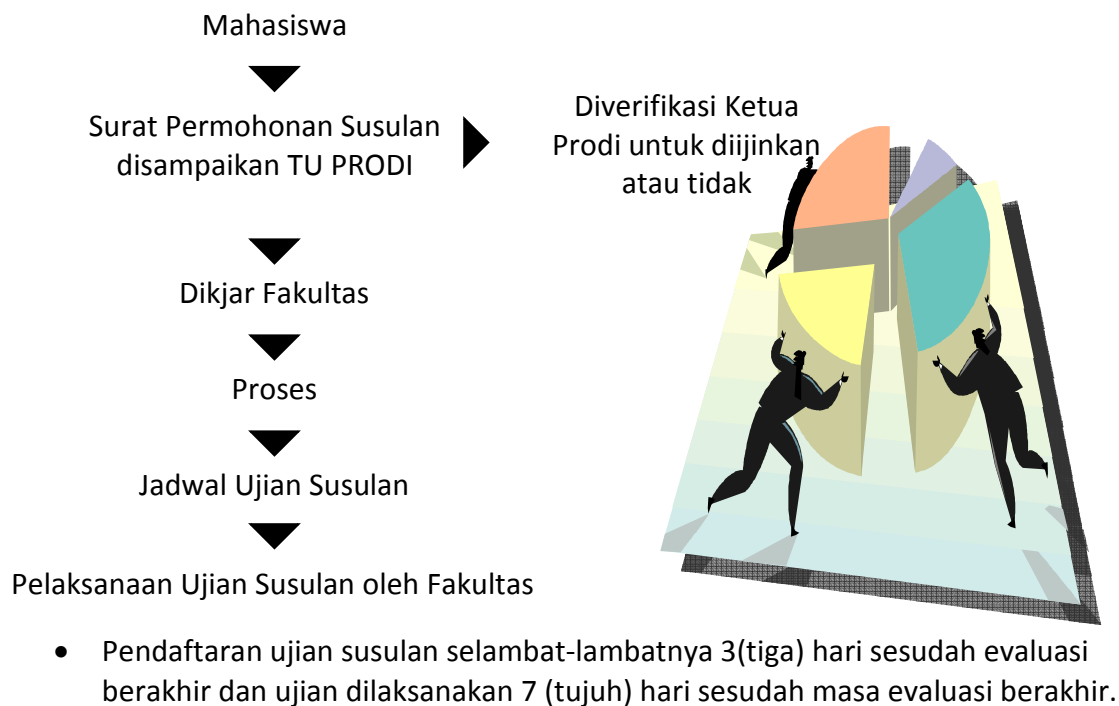 Mahasiswa
Surat Permohonan Susulan
disampaikan TU PRODI
Diverifikasi Ketua
Prodi untuk diijinkan
atau tidak
Dikjar Fakultas
Proses
Jadwal Ujian Susulan
Pelaksanaan Ujian Susulan oleh Fakultas
• Pendaftaran ujian susulan selambat-lambatnya 3(tiga) hari sesudah evaluasi
berakhir dan ujian dilaksanakan 7 (tujuh) hari sesudah masa evaluasi berakhir.